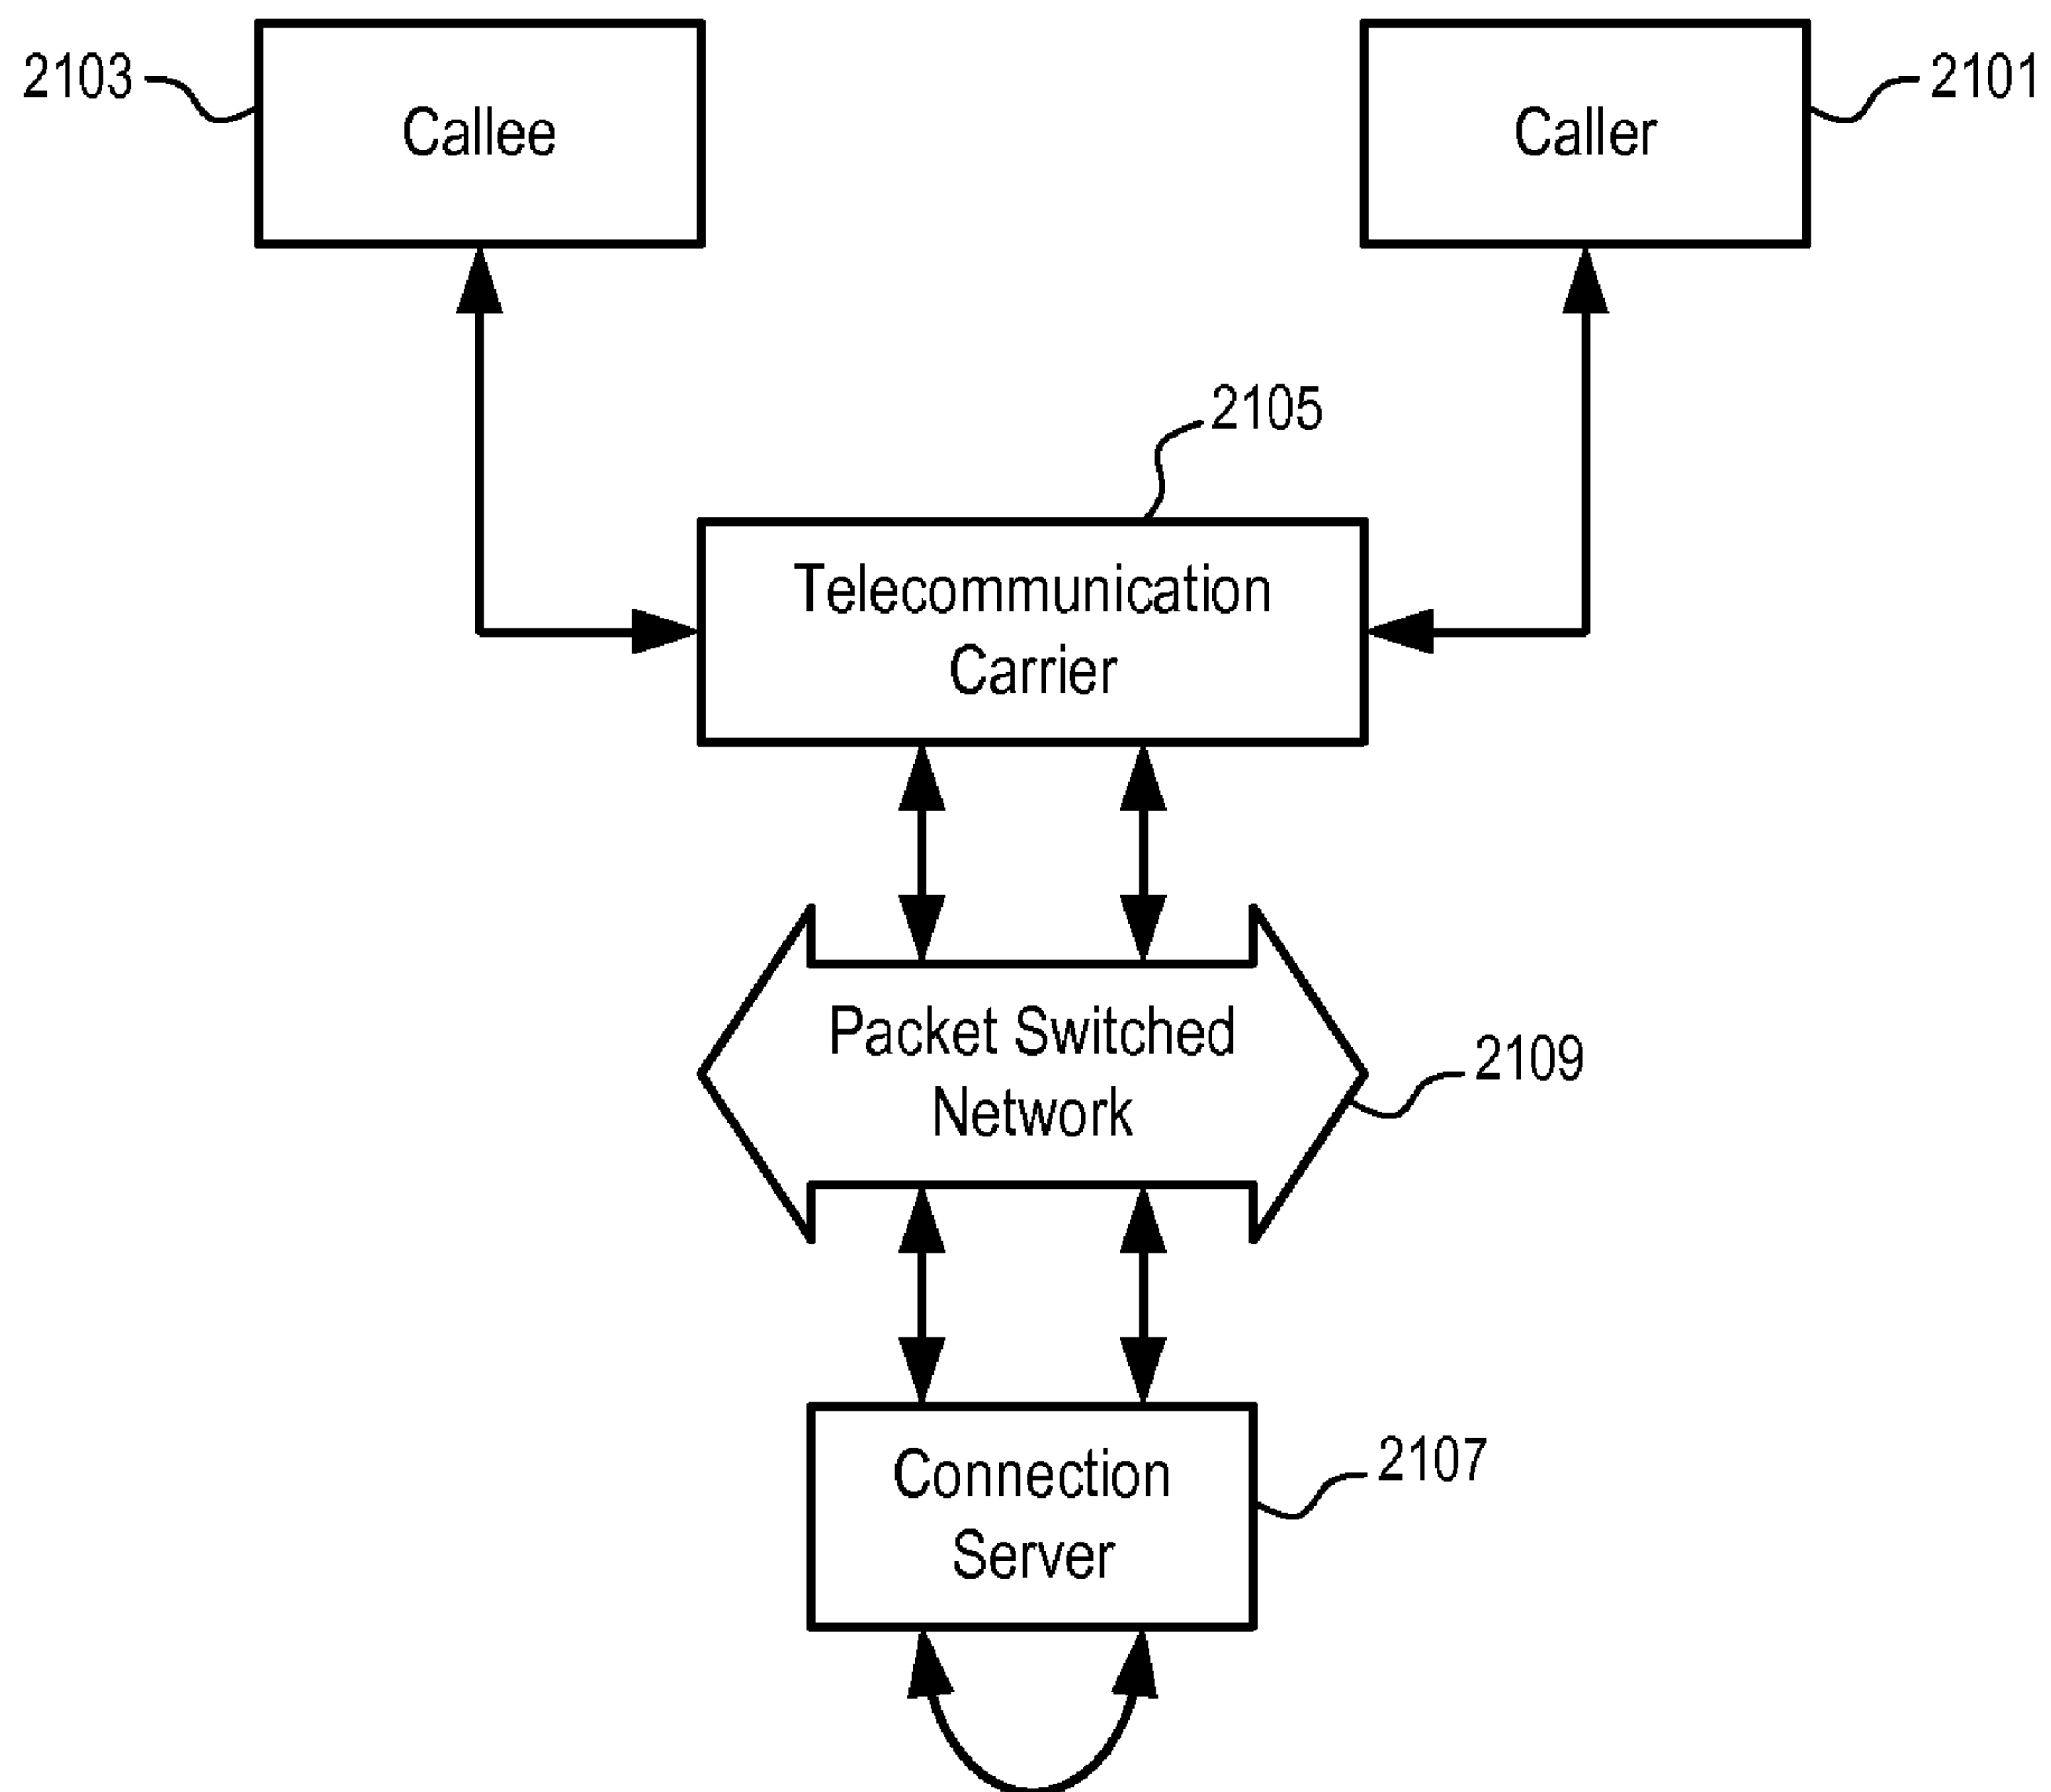 2103
Callee
Caller
2101
2105
Telecommunication
Carrier
Packet Switched
Network
2109
Connection
Server
2107